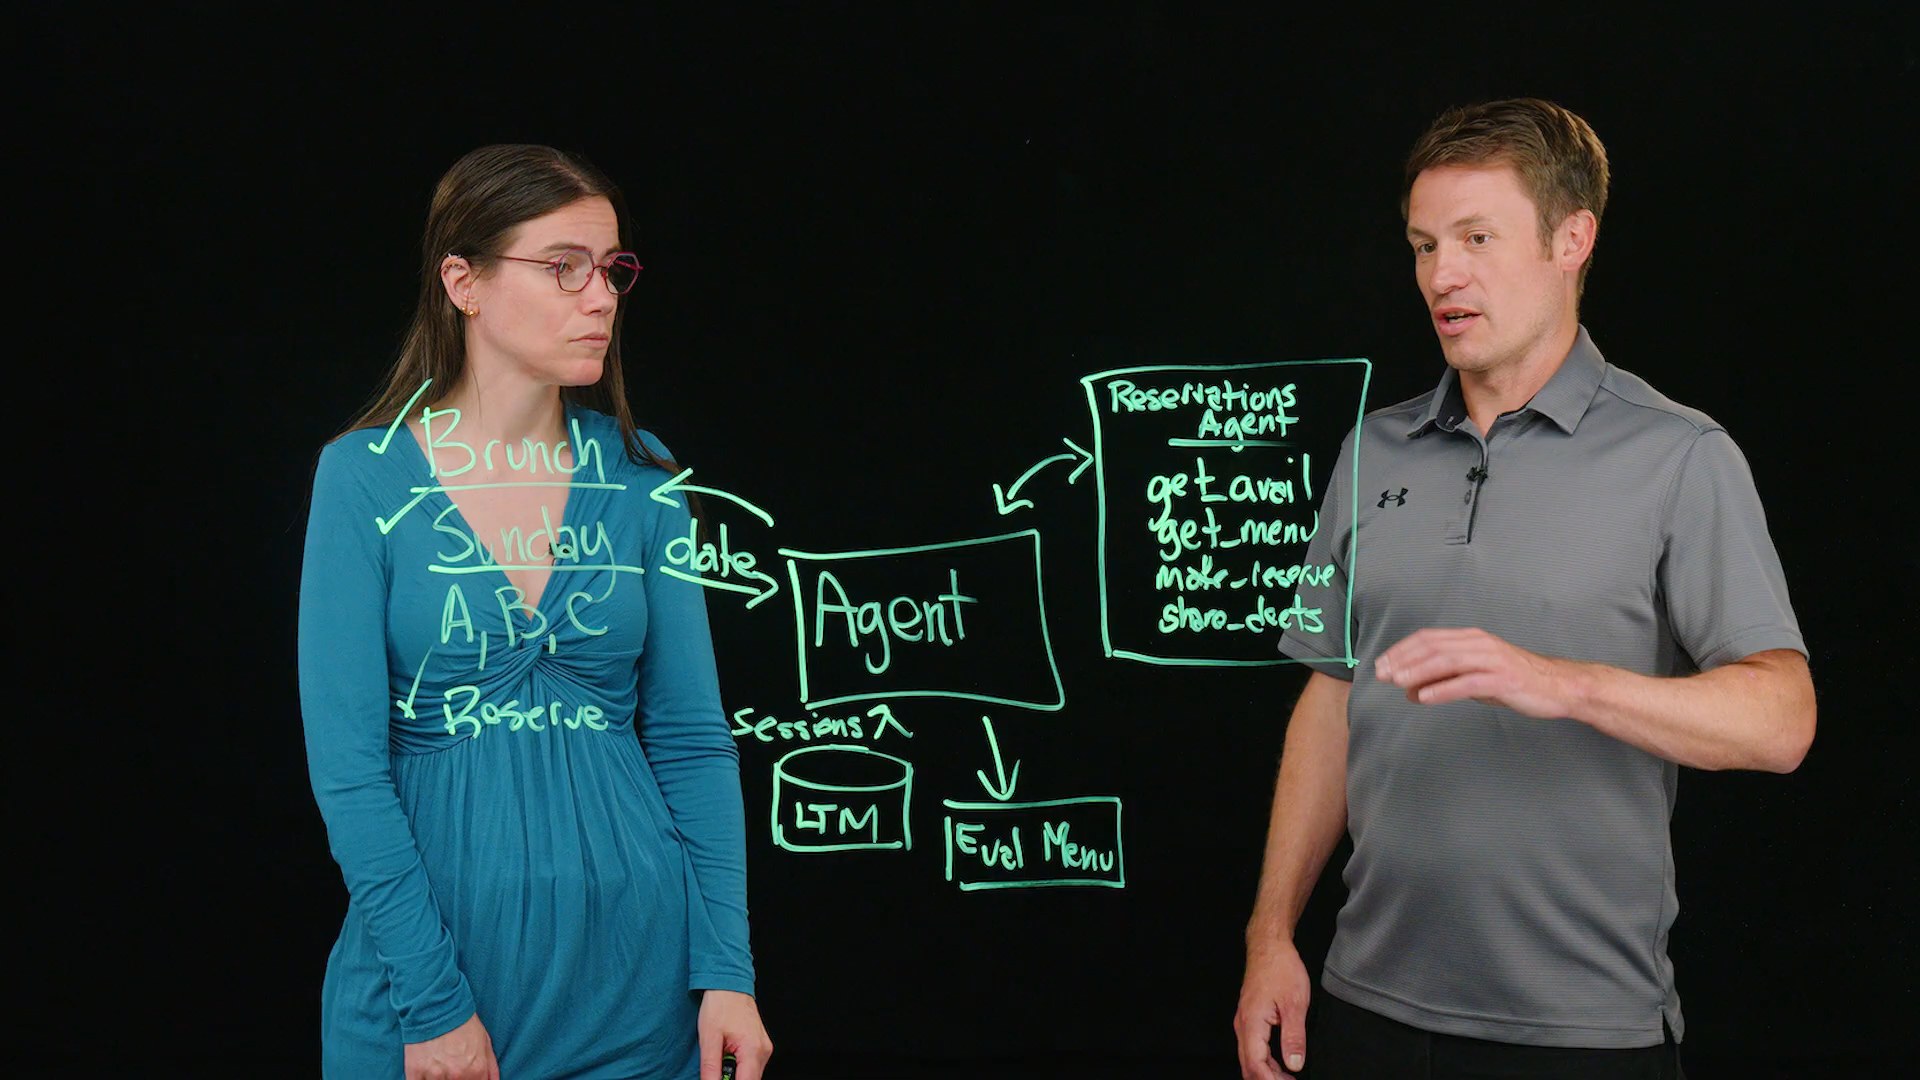 Brunch
Sunday
A, B, C
Reserve
date
Agent
Sessions
LTM
Eval Menu
Reservations
Agent
get_avail
get_menu
make_reserve
share_deets